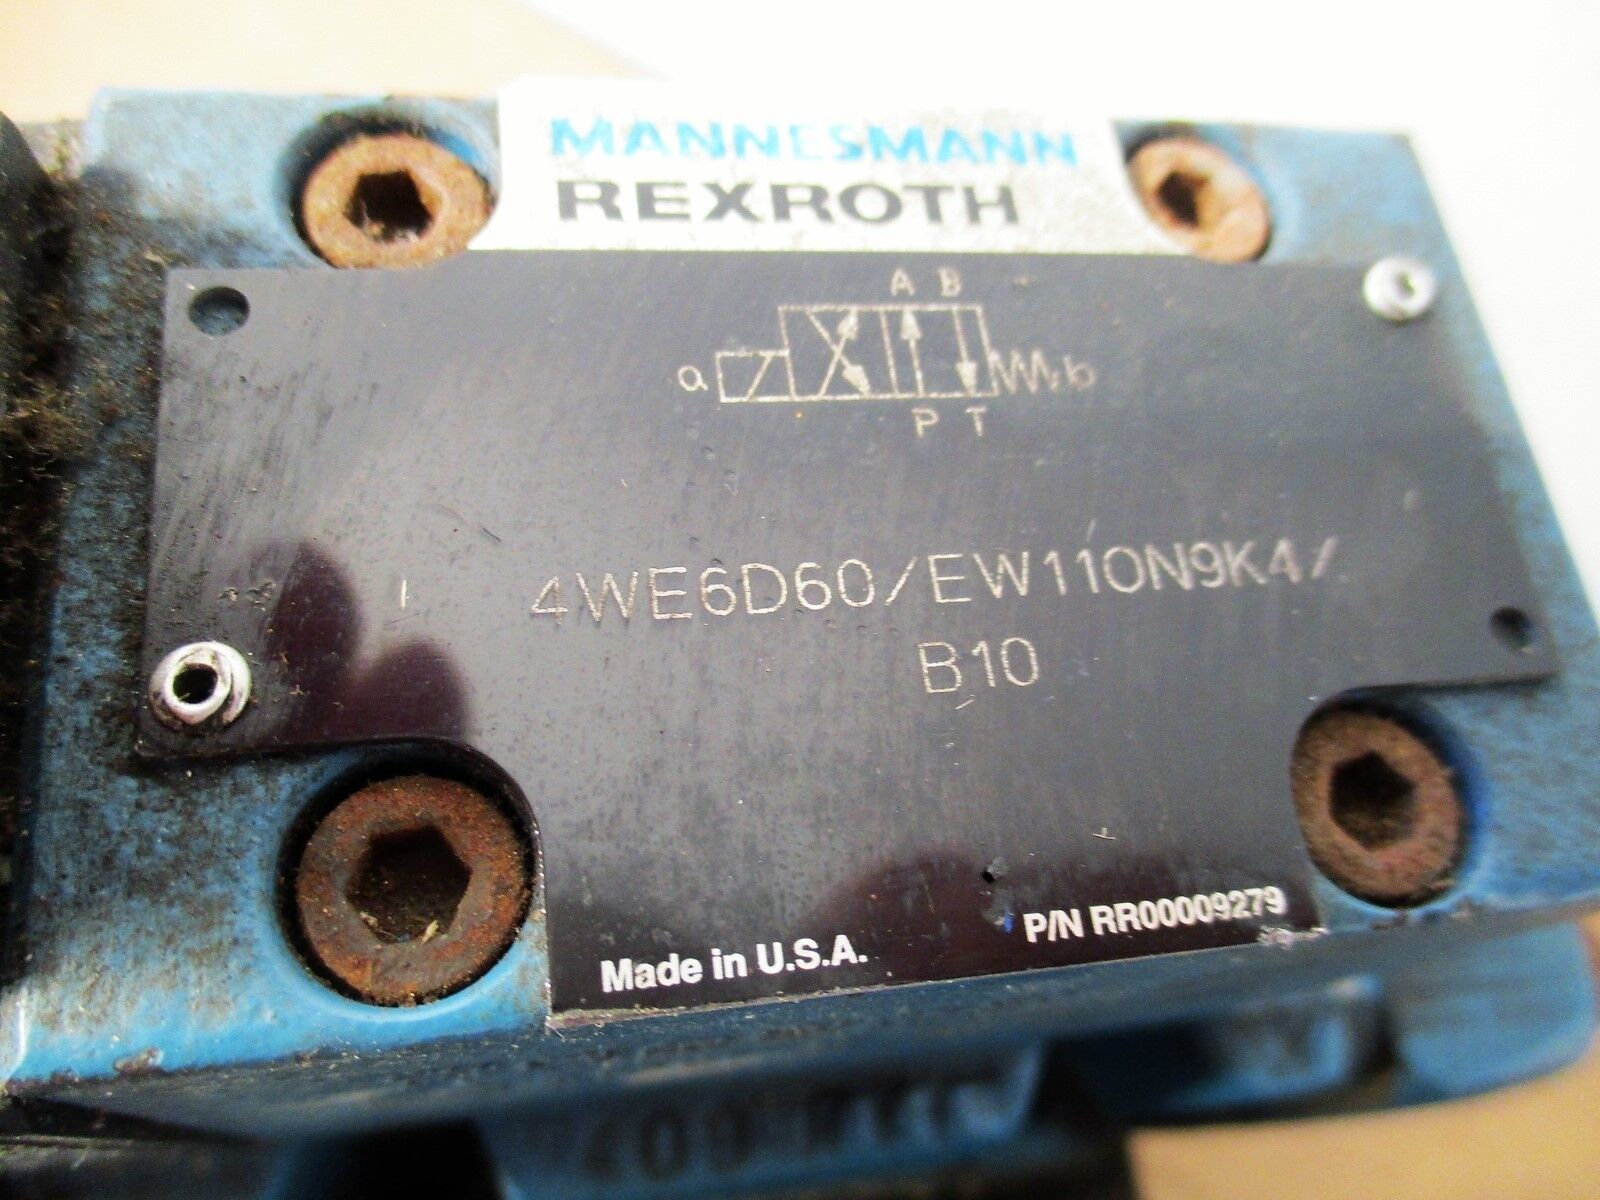 MANNESMANN
REXROTH
A B
a b
P T
4WE6D60/EW110N9K4/
B10
Made in U.S.A.
P/N RR00009279